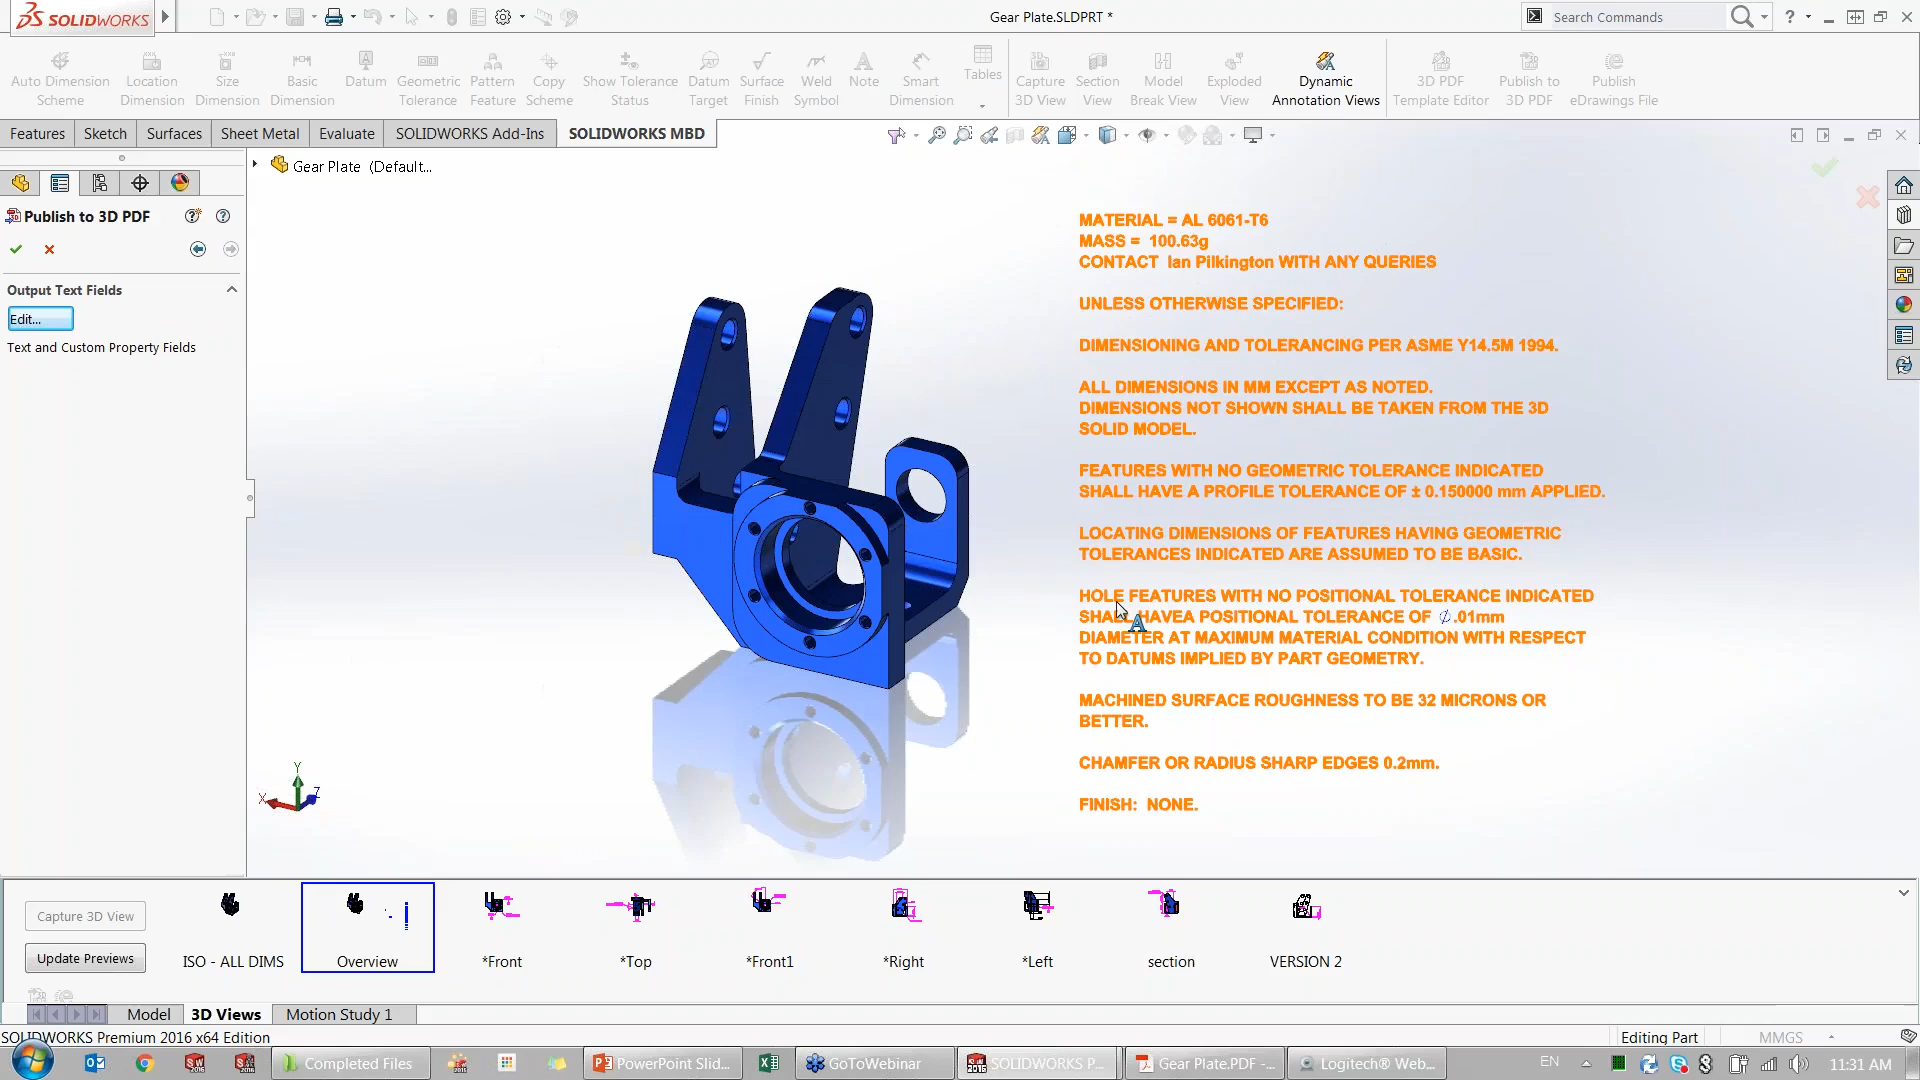 SOLIDWORKS
Gear Plate.SLDPRT *
Search Commands
?
Auto Dimension
Scheme
Location
Dimension
Size
Dimension
Basic
Dimension
Datum
Geometric
Tolerance
Pattern
Feature
Copy
Scheme
Show Tolerance
Status
Datum
Target
Surface
Finish
Weld
Symbol
Note
Smart
Dimension
Tables
Capture
3D View
Section
View
Model
Break View
Exploded
View
Dynamic
Annotation Views
3D PDF
Template Editor
Publish to
3D PDF
Publish
eDrawings File
Features
Sketch
Surfaces
Sheet Metal
Evaluate
SOLIDWORKS Add-Ins
SOLIDWORKS MBD
Gear Plate (Default...
Publish to 3D PDF
Output Text Fields
Edit...
Text and Custom Property Fields
MATERIAL = AL 6061-T6
MASS = 100.63g
CONTACT Ian Pilkington WITH ANY QUERIES
UNLESS OTHERWISE SPECIFIED:
DIMENSIONING AND TOLERANCING PER ASME Y14.5M 1994.
ALL DIMENSIONS IN MM EXCEPT AS NOTED.
DIMENSIONS NOT SHOWN SHALL BE TAKEN FROM THE 3D
SOLID MODEL.
FEATURES WITH NO GEOMETRIC TOLERANCE INDICATED
SHALL HAVE A PROFILE TOLERANCE OF ± 0.150000 mm APPLIED.
LOCATING DIMENSIONS OF FEATURES HAVING GEOMETRIC
TOLERANCES INDICATED ARE ASSUMED TO BE BASIC.
HOLE FEATURES WITH NO POSITIONAL TOLERANCE INDICATED
SHALL HAVEA POSITIONAL TOLERANCE OF ∅.01mm
DIAMETER AT MAXIMUM MATERIAL CONDITION WITH RESPECT
TO DATUMS IMPLIED BY PART GEOMETRY.
MACHINED SURFACE ROUGHNESS TO BE 32 MICRONS OR
BETTER.
CHAMFER OR RADIUS SHARP EDGES 0.2mm.
FINISH: NONE.
Y
X
Z
Capture 3D View
Update Previews
ISO - ALL DIMS
Overview
*Front
*Top
*Front1
*Right
*Left
section
VERSION 2
Model
3D Views
Motion Study 1
SOLIDWORKS Premium 2016 x64 Edition
Editing Part
MMGS
Completed Files
PowerPoint Slid...
GoToWebinar
SOLIDWORKS P...
Gear Plate.PDF -...
Logitech® Web...
EN
11:31 AM